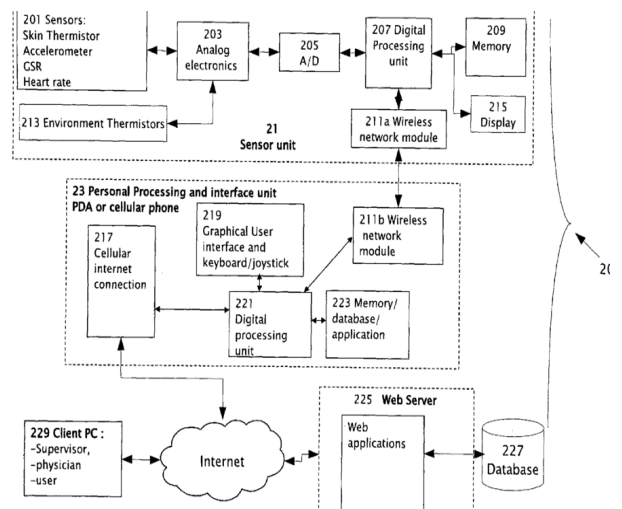 201 Sensors:
Skin Thermistor
Accelerometer
GSR
Heart rate
203
Analog
electronics
205
A/D
207 Digital
Processing
unit
209
Memory
215
Display
213 Environment Thermistors
21
Sensor unit
211a Wireless
network module
23 Personal Processing and interface unit
PDA or cellular phone
217
Cellular
internet
connection
219
Graphical User
interface and
keyboard/joystick
211b Wireless
network
module
221
Digital
processing
unit
223 Memory/
database/
application
229 Client PC :
-Supervisor,
-physician
-user
Internet
225 Web Server
Web
applications
227
Database